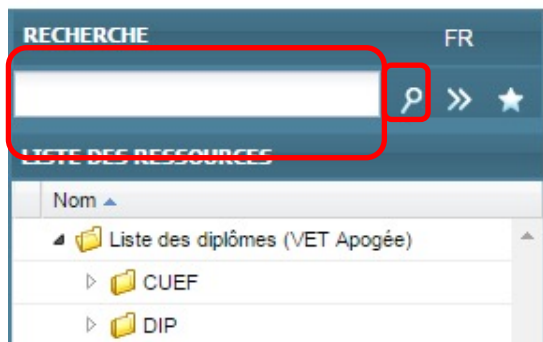 RECHERCHE FR
LISTE DES RESSOURCES
Nom
Liste des diplômes (VET Apogée)
CUEF
DIP